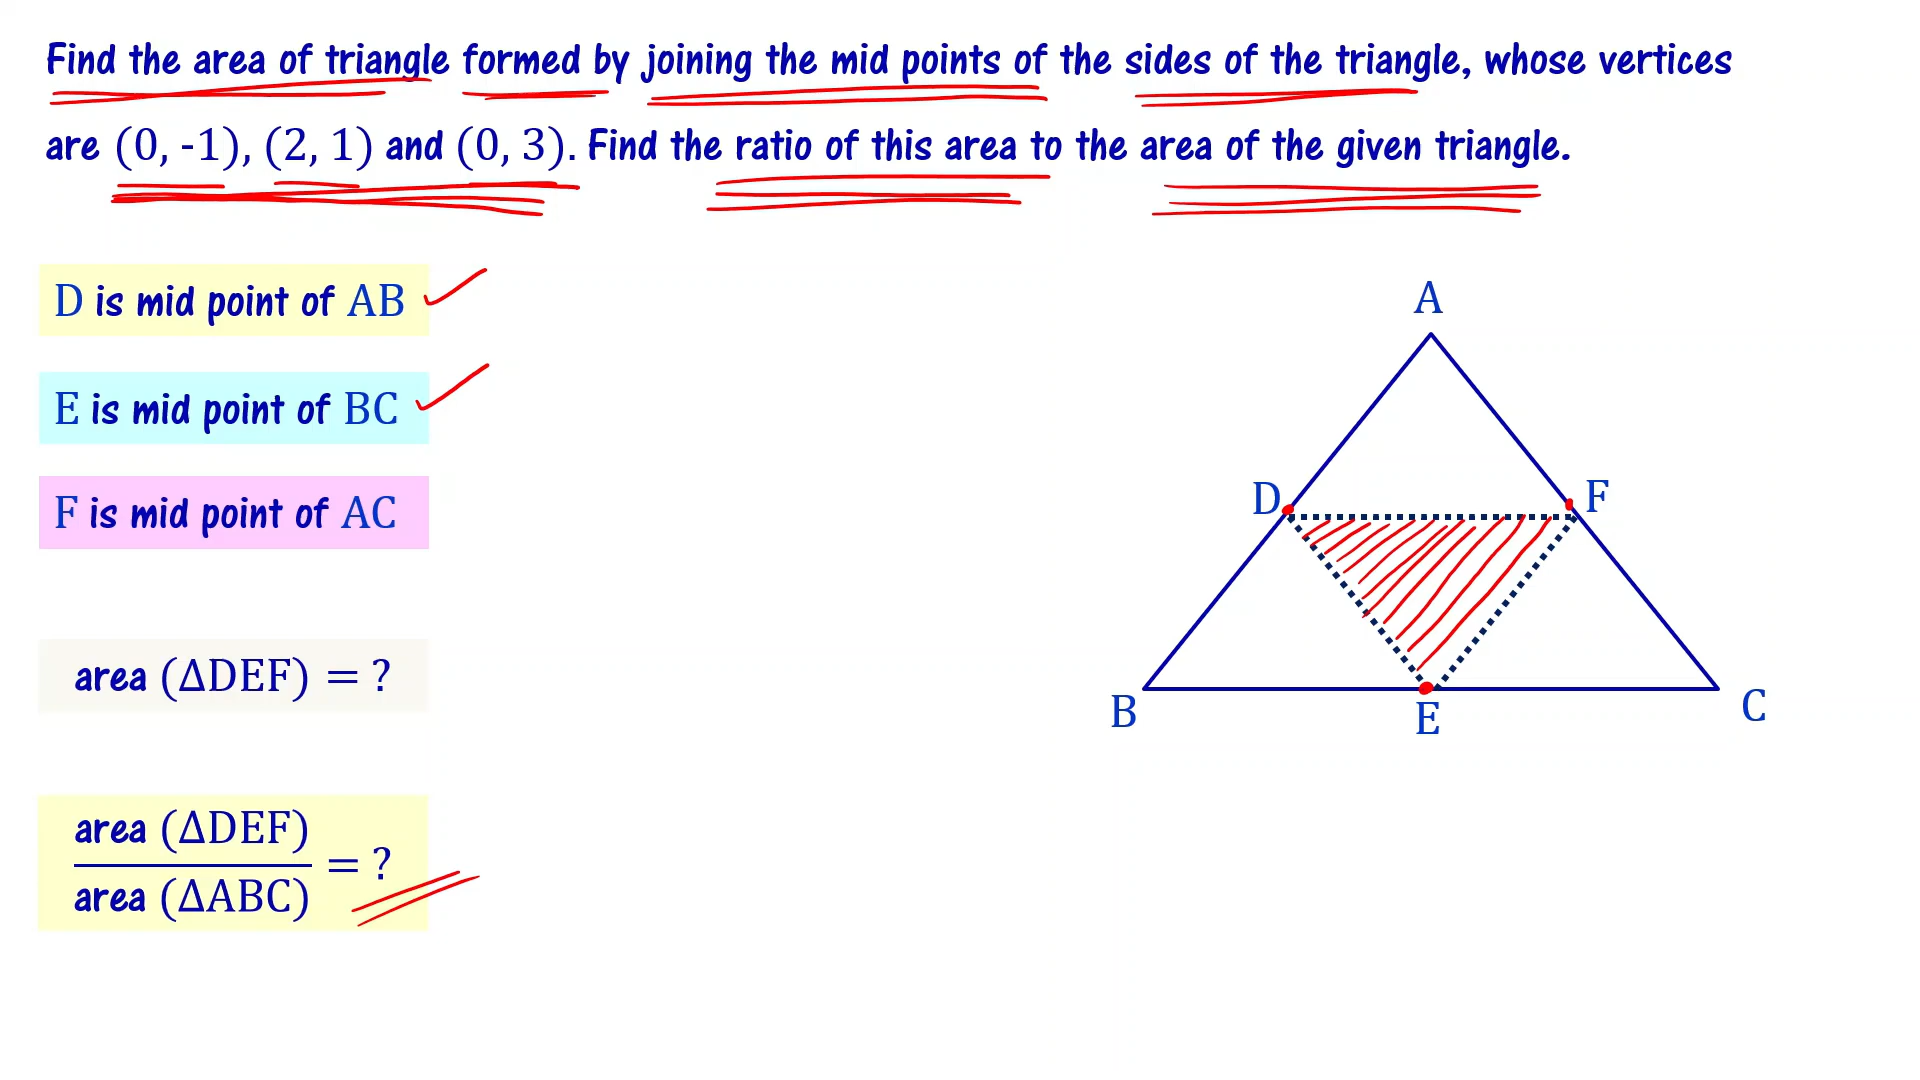 Find the area of triangle formed by joining the mid points of the sides of the triangle, whose vertices
are (0, -1), (2, 1) and (0, 3). Find the ratio of this area to the area of the given triangle.
D is mid point of AB
E is mid point of BC
F is mid point of AC
area (ΔDEF) = ?
area (ΔDEF)
area (ΔABC)
= ?
A
D
F
B
E
C